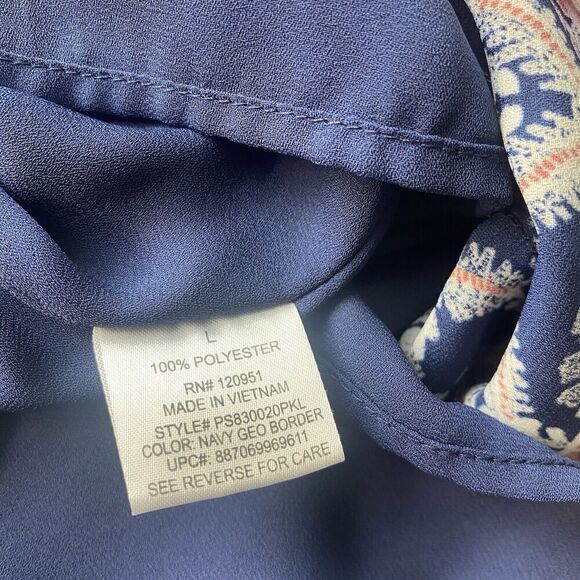 L
100% POLYESTER
RN# 120951
MADE IN VIETNAM
STYLE# PS830020PKL
COLOR: NAVY GEO BORDER
UPC#: 887069969611
SEE REVERSE FOR CARE